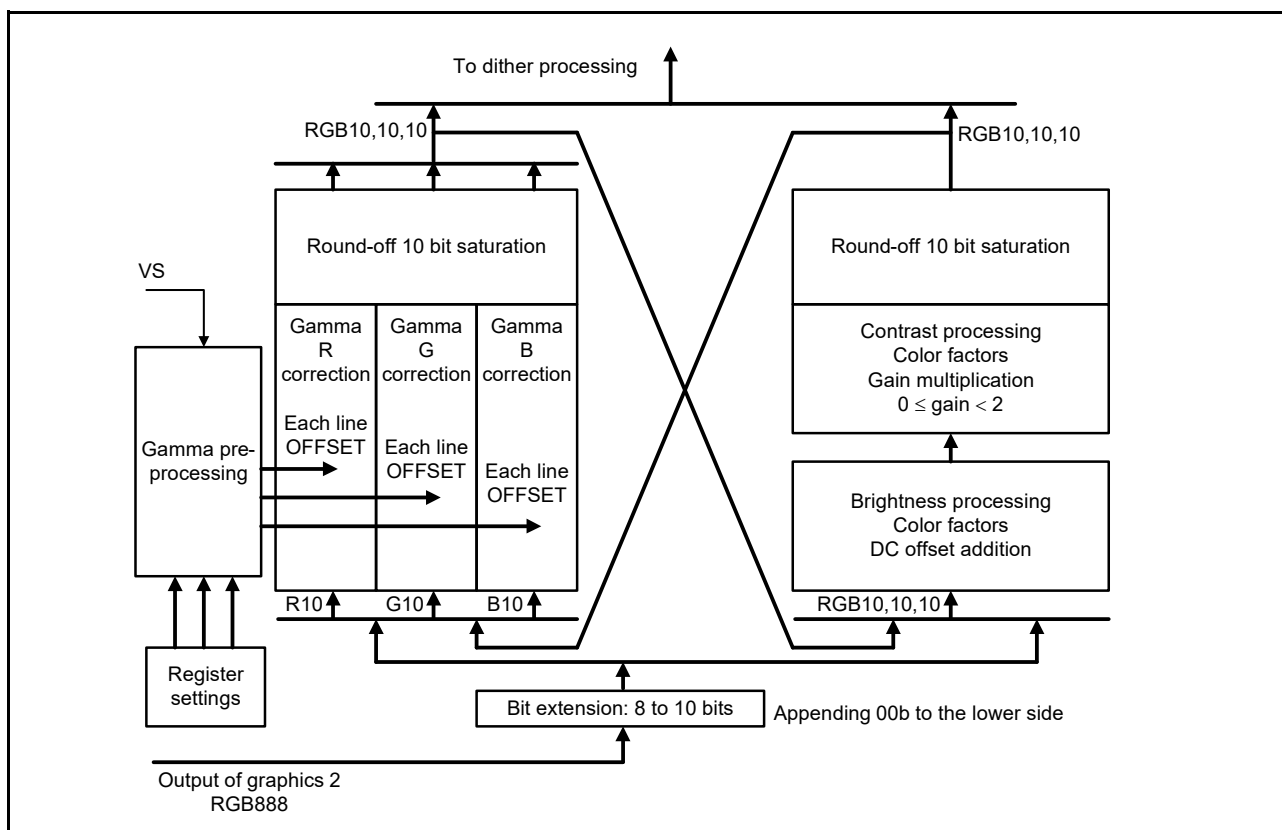 To dither processing
RGB10,10,10
RGB10,10,10
Round-off 10 bit saturation
Round-off 10 bit saturation
VS
Gamma
R
correction
Gamma
G
correction
Gamma
B
correction
Contrast processing
Color factors
Gain multiplication
0 ≤ gain < 2
Each line
OFFSET
Each line
OFFSET
Each line
OFFSET
Gamma pre-
processing
Brightness processing
Color factors
DC offset addition
R10
G10
B10
RGB10,10,10
Register
settings
Bit extension: 8 to 10 bits
Appending 00b to the lower side
Output of graphics 2
RGB888